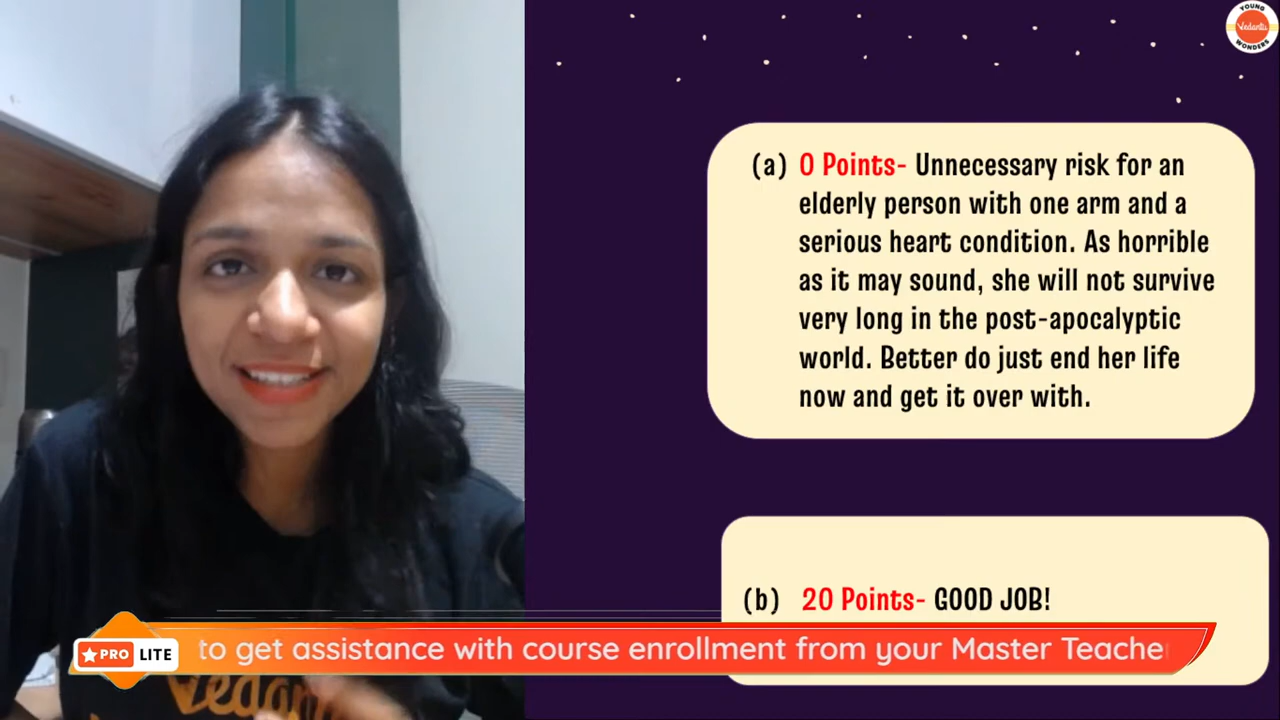 YOUNG
Vedantu
WONDERS
(a) 0 Points- Unnecessary risk for an
elderly person with one arm and a
serious heart condition. As horrible
as it may sound, she will not survive
very long in the post-apocalyptic
world. Better do just end her life
now and get it over with.
(b) 20 Points- GOOD JOB!
PRO LITE
to get assistance with course enrollment from your Master Teache